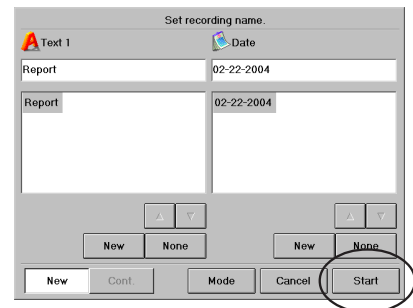 Set recording name.
Text 1 Date
Report 02-22-2004
Report 02-22-2004
New None New None
New Cont. Mode Cancel Start